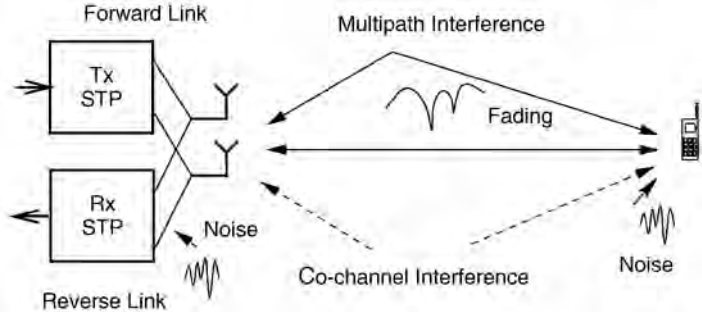 Forward Link
Multipath Interference
Tx
STP
Fading
Rx
STP
Noise
Co-channel Interference
Noise
Reverse Link